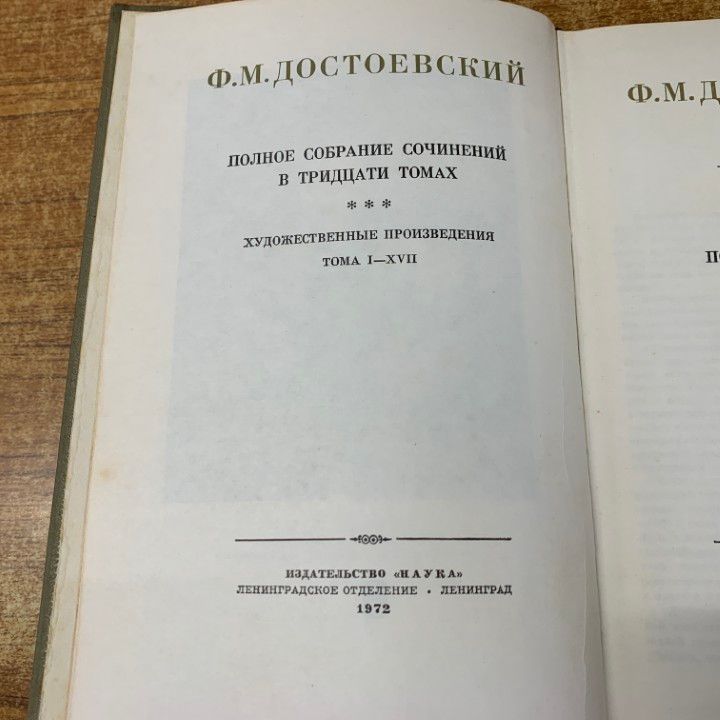 Ф.М.ДОСТОЕВСКИЙ
ПОЛНОЕ СОБРАНИЕ СОЧИНЕНИЙ
В ТРИДЦАТИ ТОМАХ
* * *
ХУДОЖЕСТВЕННЫЕ ПРОИЗВЕДЕНИЯ
ТОМА I—XVII
ИЗДАТЕЛЬСТВО «НАУКА»
ЛЕНИНГРАДСКОЕ ОТДЕЛЕНИЕ • ЛЕНИНГРАД
1972
Ф.М.